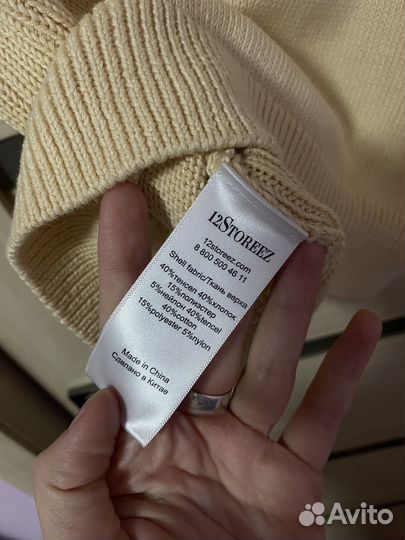 12STOREEZ
12storeez.com
8 800 500 46 11
Shell fabric/Ткань верха
40%тенсел 40%хлопок
15%полиэстер
5%нейлон 40%tencel
40%cotton
15%polyester 5%nylon
Made in China
Сделано в Китае
Avito